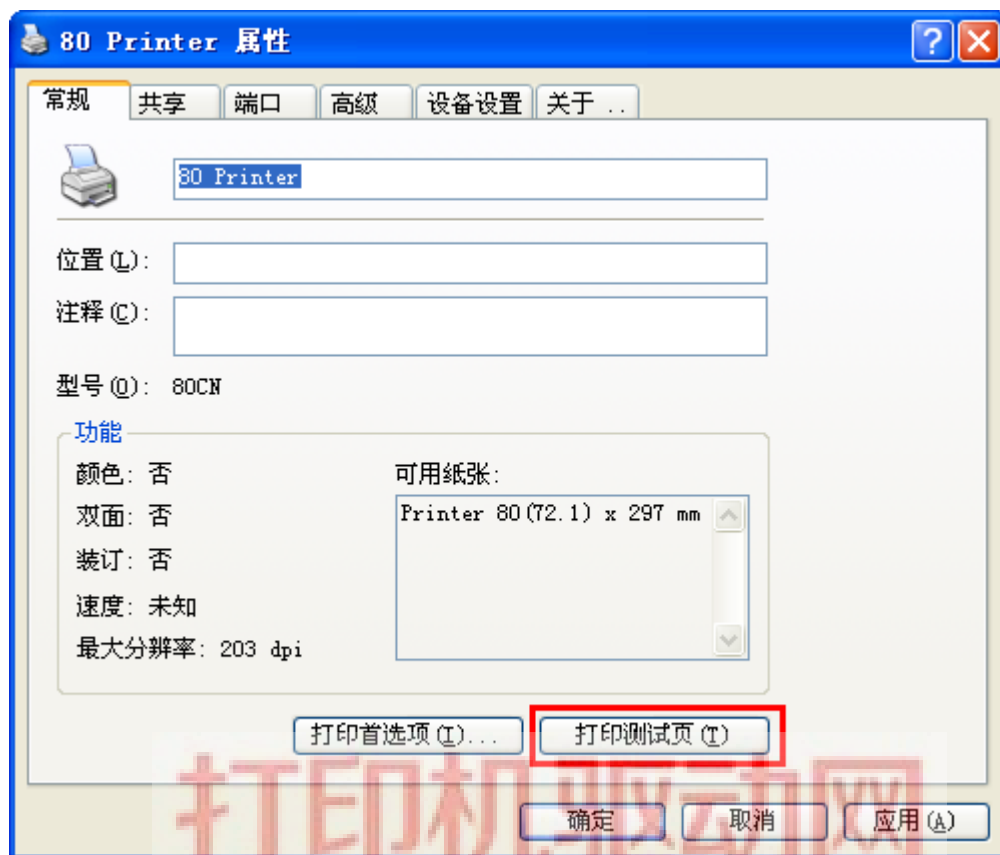 80 Printer 属性
常规 共享 端口 高级 设备设置 关于 ..
80 Printer
位置(L):
注释(C):
型号(O): 80CN
功能
颜色: 否 可用纸张:
双面: 否 Printer 80(72.1) x 297 mm
装订: 否
速度: 未知
最大分辨率: 203 dpi
打印首选项(I)... 打印测试页(T)
打印机驱动网
确定 取消 应用(A)